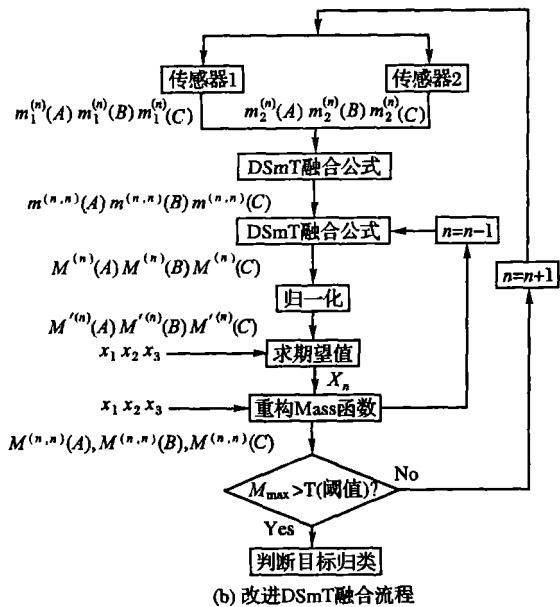 传感器1
传感器2
m₁⁽ⁿ⁾(A) m₁⁽ⁿ⁾(B) m₁⁽ⁿ⁾(C)
m₂⁽ⁿ⁾(A) m₂⁽ⁿ⁾(B) m₂⁽ⁿ⁾(C)
DSmT融合公式
m⁽ⁿ,ⁿ⁾(A) m⁽ⁿ,ⁿ⁾(B) m⁽ⁿ,ⁿ⁾(C)
DSmT融合公式
n=n−1
n=n+1
M⁽ⁿ⁾(A) M⁽ⁿ⁾(B) M⁽ⁿ⁾(C)
归一化
M′⁽ⁿ⁾(A) M′⁽ⁿ⁾(B) M′⁽ⁿ⁾(C)
x₁ x₂ x₃
求期望值
Xₙ
x₁ x₂ x₃
重构Mass函数
M⁽ⁿ,ⁿ⁾(A), M⁽ⁿ,ⁿ⁾(B), M⁽ⁿ,ⁿ⁾(C)
M_max>T(阈值)?
No
Yes
判断目标归类
(b) 改进DSmT融合流程